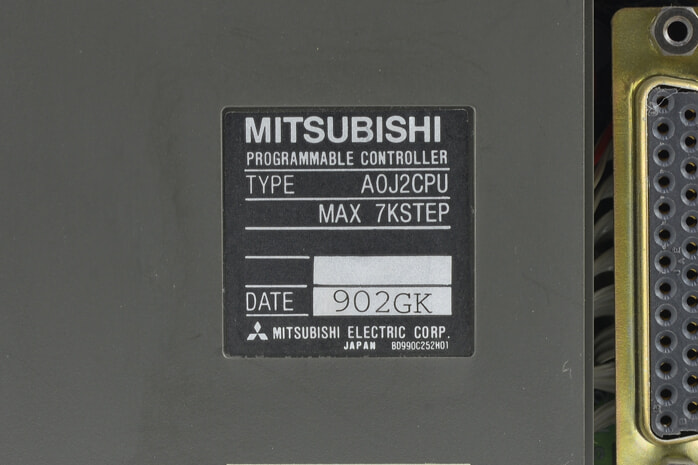 MITSUBISHI
PROGRAMMABLE CONTROLLER
TYPE A0J2CPU
MAX 7KSTEP
DATE 902GK
MITSUBISHI ELECTRIC CORP.
JAPAN BD990C252H01